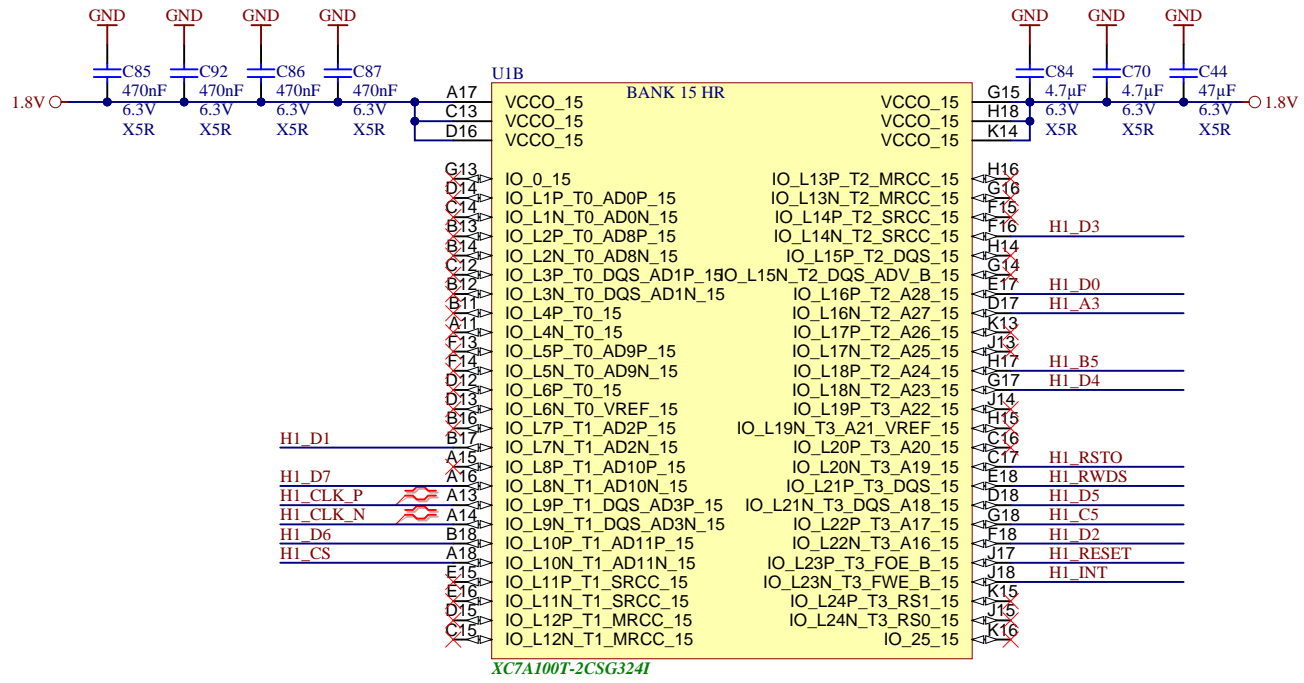 GND GND GND GND GND GND GND
C85 C92 C86 C87 C84 C70 C44
470nF 470nF 470nF 470nF 4.7µF 4.7µF 47µF
U1B
1.8V 6.3V 6.3V 6.3V 6.3V 6.3V 6.3V 6.3V 1.8V
X5R X5R X5R X5R X5R X5R X5R
BANK 15 HR
A17 VCCO_15 VCCO_15 G15
C13 VCCO_15 VCCO_15 H18
D16 VCCO_15 VCCO_15 K14
G13 IO_0_15 IO_L13P_T2_MRCC_15 H16
D14 IO_L1P_T0_AD0P_15 IO_L13N_T2_MRCC_15 G16
C14 IO_L1N_T0_AD0N_15 IO_L14P_T2_SRCC_15 F15
B13 IO_L2P_T0_AD8P_15 IO_L14N_T2_SRCC_15 F16 H1_D3
B14 IO_L2N_T0_AD8N_15 IO_L15P_T2_DQS_15 H14
C12 IO_L3P_T0_DQS_AD1P_15 IO_L15N_T2_DQS_ADV_B_15 G14
B12 IO_L3N_T0_DQS_AD1N_15 IO_L16P_T2_A28_15 E17 H1_D0
B11 IO_L4P_T0_15 IO_L16N_T2_A27_15 D17 H1_A3
A11 IO_L4N_T0_15 IO_L17P_T2_A26_15 K13
F13 IO_L5P_T0_AD9P_15 IO_L17N_T2_A25_15 J13
F14 IO_L5N_T0_AD9N_15 IO_L18P_T2_A24_15 H17 H1_B5
D12 IO_L6P_T0_15 IO_L18N_T2_A23_15 G17 H1_D4
D13 IO_L6N_T0_VREF_15 IO_L19P_T3_A22_15 J14
B16 IO_L7P_T1_AD2P_15 IO_L19N_T3_A21_VREF_15 H15
H1_D1 B17 IO_L7N_T1_AD2N_15 IO_L20P_T3_A20_15 C16
A15 IO_L8P_T1_AD10P_15 IO_L20N_T3_A19_15 C17 H1_RSTO
H1_D7 A16 IO_L8N_T1_AD10N_15 IO_L21P_T3_DQS_15 E18 H1_RWDS
H1_CLK_P A13 IO_L9P_T1_DQS_AD3P_15 IO_L21N_T3_DQS_A18_15 D18 H1_D5
H1_CLK_N A14 IO_L9N_T1_DQS_AD3N_15 IO_L22P_T3_A17_15 G18 H1_C5
H1_D6 B18 IO_L10P_T1_AD11P_15 IO_L22N_T3_A16_15 F18 H1_D2
H1_CS A18 IO_L10N_T1_AD11N_15 IO_L23P_T3_FOE_B_15 J17 H1_RESET
E15 IO_L11P_T1_SRCC_15 IO_L23N_T3_FWE_B_15 J18 H1_INT
E16 IO_L11N_T1_SRCC_15 IO_L24P_T3_RS1_15 K15
D15 IO_L12P_T1_MRCC_15 IO_L24N_T3_RS0_15 J15
C15 IO_L12N_T1_MRCC_15 IO_25_15 K16
XC7A100T-2CSG324I